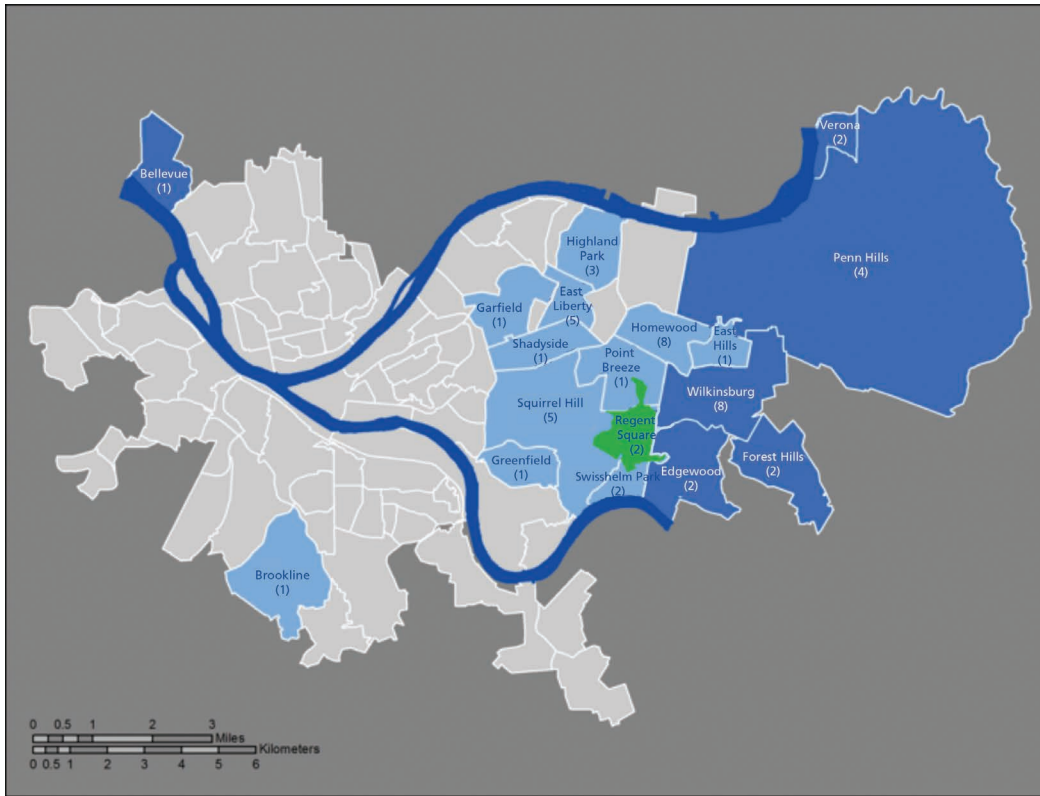 Verona
(2)
Bellevue
(1)
Highland
Park
(3)
Penn Hills
(4)
East
Liberty
(5)
Garfield
(1)
Homewood
(8)
East
Hills
(1)
Shadyside
(1)
Point
Breeze
(1)
Wilkinsburg
(8)
Squirrel Hill
(5)
Regent
Square
(2)
Greenfield
(1)
Swisshelm Park
(2)
Edgewood
(2)
Forest Hills
(2)
Brookline
(1)
0 0.5 1 2 3
Miles
Kilometers
0 0.5 1 2 3 4 5 6